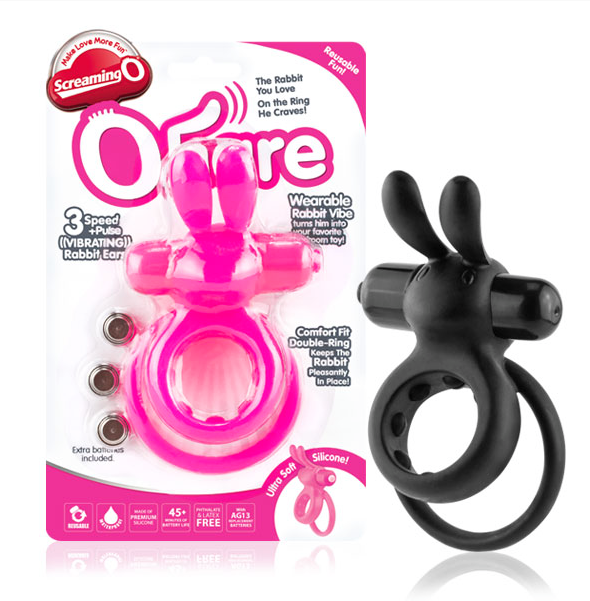 Make Love More Fun®
Screaming O
Reusable
Fun!
The Rabbit
You Love
On the Ring
He Craves!
3 Speed
+Pulse
((VIBRATING))
Rabbit Ears
Wearable
Rabbit Vibe
turns him into
your favorite
toy!
Comfort Fit
Double-Ring
Keeps The
Rabbit
Pleasantly
In Place!
Extra batteries
included.
Ultra Soft Silicone!
REUSABLE
WATERPROOF
MADE OF
PREMIUM
SILICONE
45+
MINUTES OF
BATTERY LIFE
PHTHALATE
& LATEX
FREE
AG13
REPLACEMENT
BATTERIES